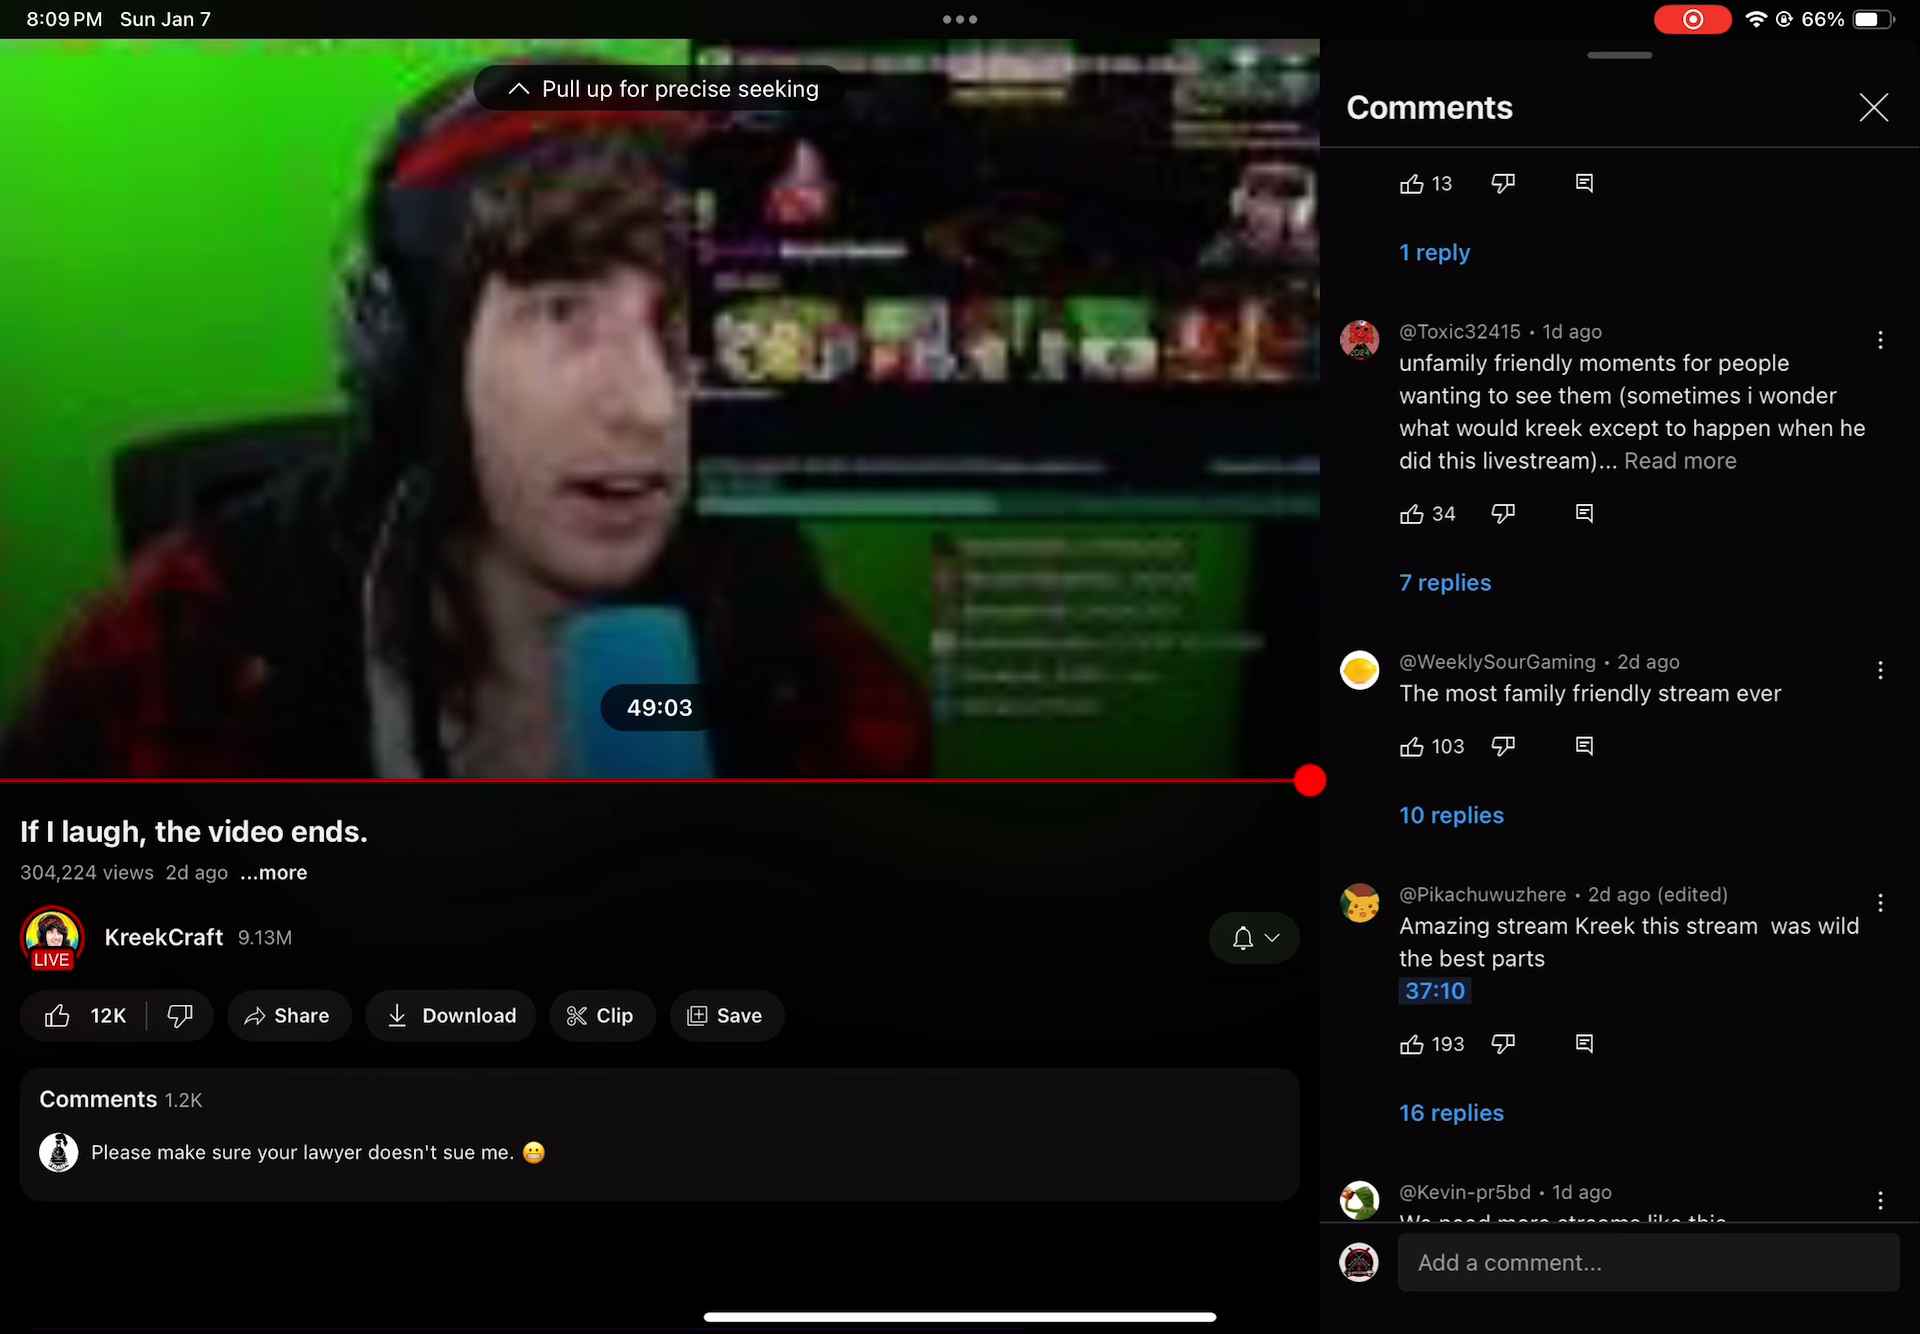 8:09 PM Sun Jan 7
66%
Pull up for precise seeking
49:03
If I laugh, the video ends.
304,224 views 2d ago ...more
LIVE
KreekCraft 9.13M
12K
Share
Download
Clip
Save
Comments 1.2K
Please make sure your lawyer doesn't sue me. 😬
Comments
13
1 reply
@Toxic32415 • 1d ago
unfamily friendly moments for people
wanting to see them (sometimes i wonder
what would kreek except to happen when he
did this livestream)... Read more
34
7 replies
@WeeklySourGaming • 2d ago
The most family friendly stream ever
103
10 replies
@Pikachuwuzhere • 2d ago (edited)
Amazing stream Kreek this stream was wild
the best parts
37:10
193
16 replies
@Kevin-pr5bd • 1d ago
We need more streams like this
Add a comment...